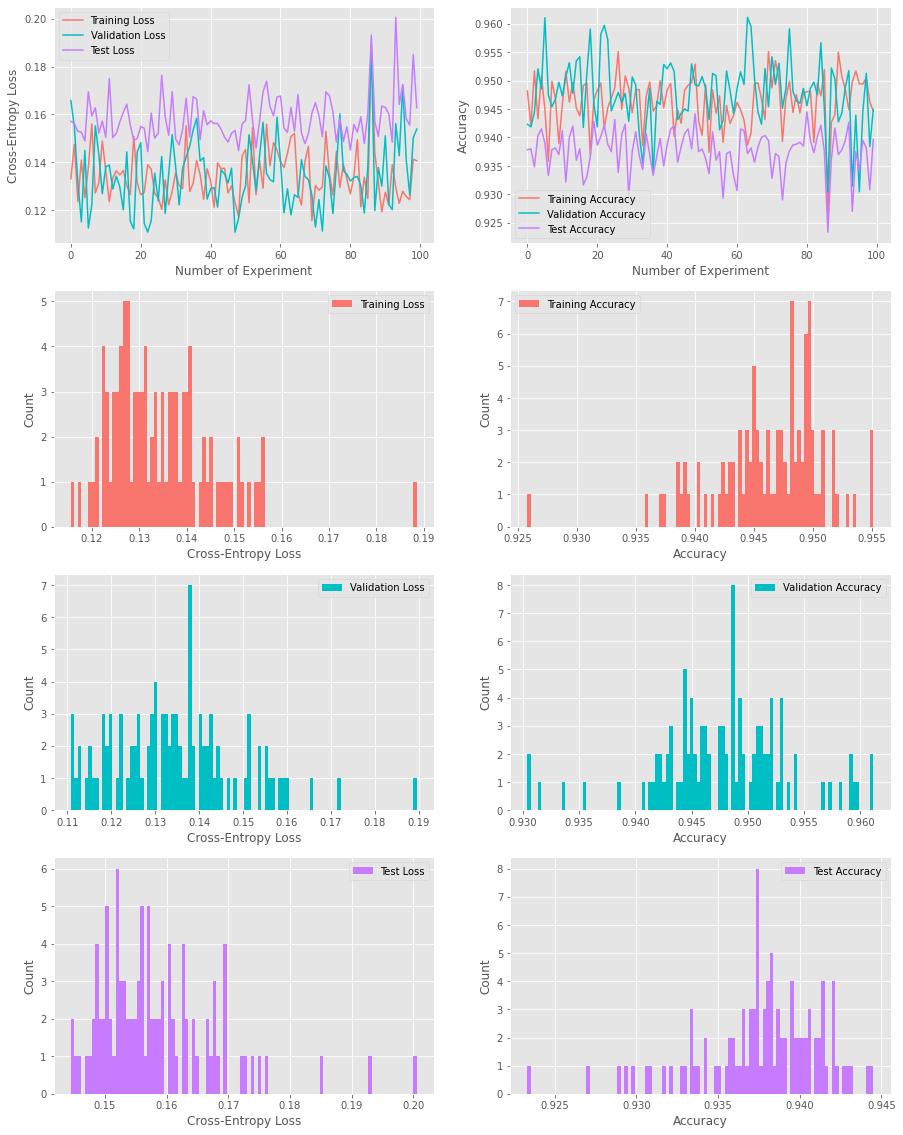 Training Loss
Validation Loss
Test Loss
Cross-Entropy Loss
0.20
0.18
0.16
0.14
0.12
0 20 40 60 80 100
Number of Experiment
Training Accuracy
Validation Accuracy
Test Accuracy
Accuracy
0.960
0.955
0.950
0.945
0.940
0.935
0.930
0.925
0 20 40 60 80 100
Number of Experiment
Training Loss
Count
5
4
3
2
1
0
0.12 0.13 0.14 0.15 0.16 0.17 0.18 0.19
Cross-Entropy Loss
Training Accuracy
Count
7
6
5
4
3
2
1
0
0.925 0.930 0.935 0.940 0.945 0.950 0.955
Accuracy
Validation Loss
Count
7
6
5
4
3
2
1
0
0.11 0.12 0.13 0.14 0.15 0.16 0.17 0.18 0.19
Cross-Entropy Loss
Validation Accuracy
Count
8
7
6
5
4
3
2
1
0
0.930 0.935 0.940 0.945 0.950 0.955 0.960
Accuracy
Test Loss
Count
6
5
4
3
2
1
0
0.15 0.16 0.17 0.18 0.19 0.20
Cross-Entropy Loss
Test Accuracy
Count
8
7
6
5
4
3
2
1
0
0.925 0.930 0.935 0.940 0.945
Accuracy